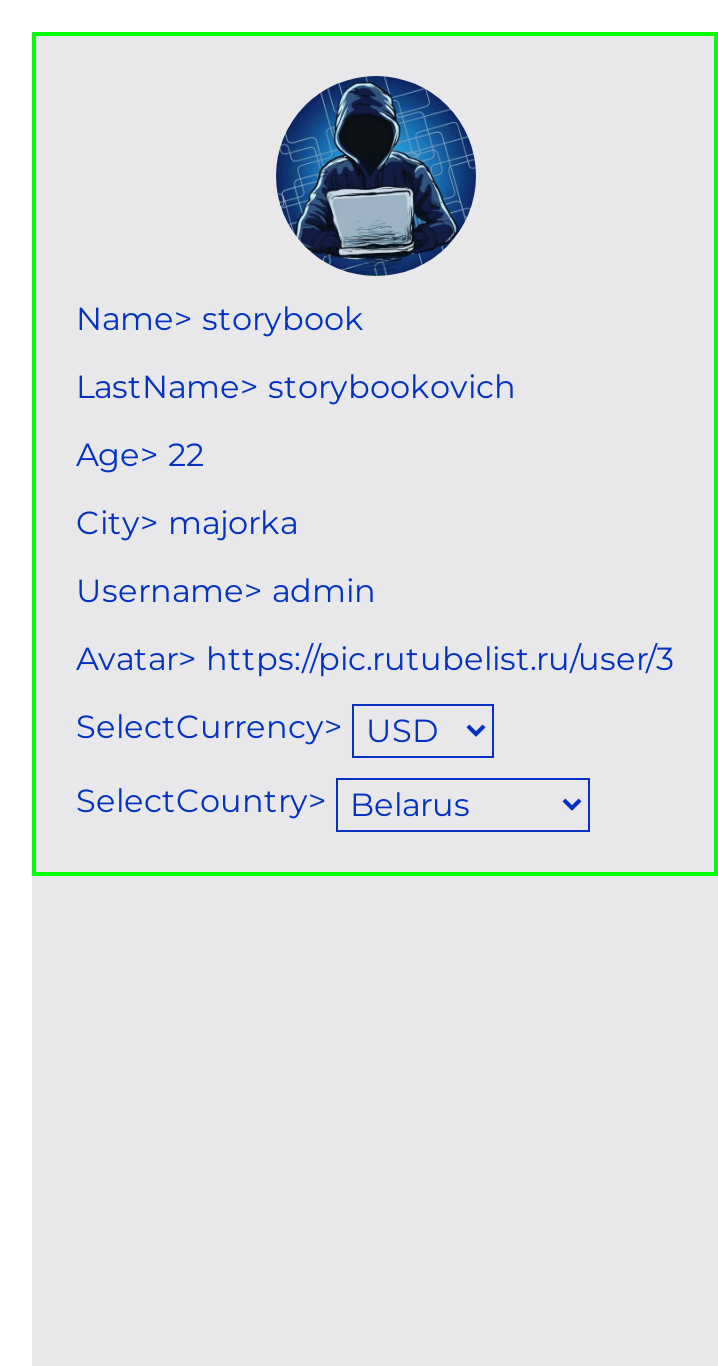 Name> storybook
LastName> storybookovich
Age> 22
City> majorka
Username> admin
Avatar> https://pic.rutubelist.ru/user/3
SelectCurrency> USD
SelectCountry> Belarus